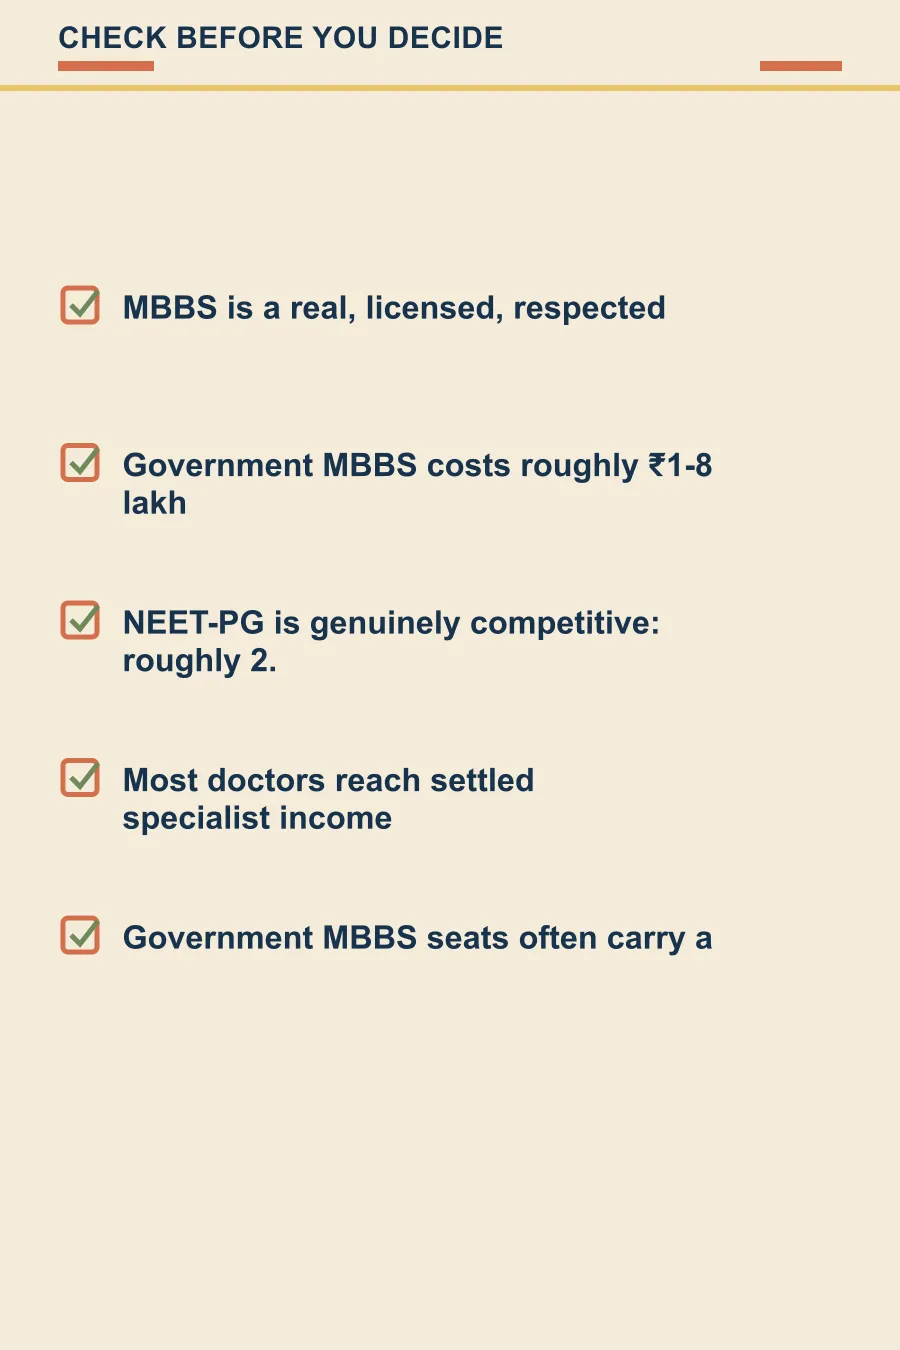 CHECK BEFORE YOU DECIDE
MBBS is a real, licensed, respected
Government MBBS costs roughly ₹1-8
lakh
NEET-PG is genuinely competitive:
roughly 2.
Most doctors reach settled
specialist income
Government MBBS seats often carry a